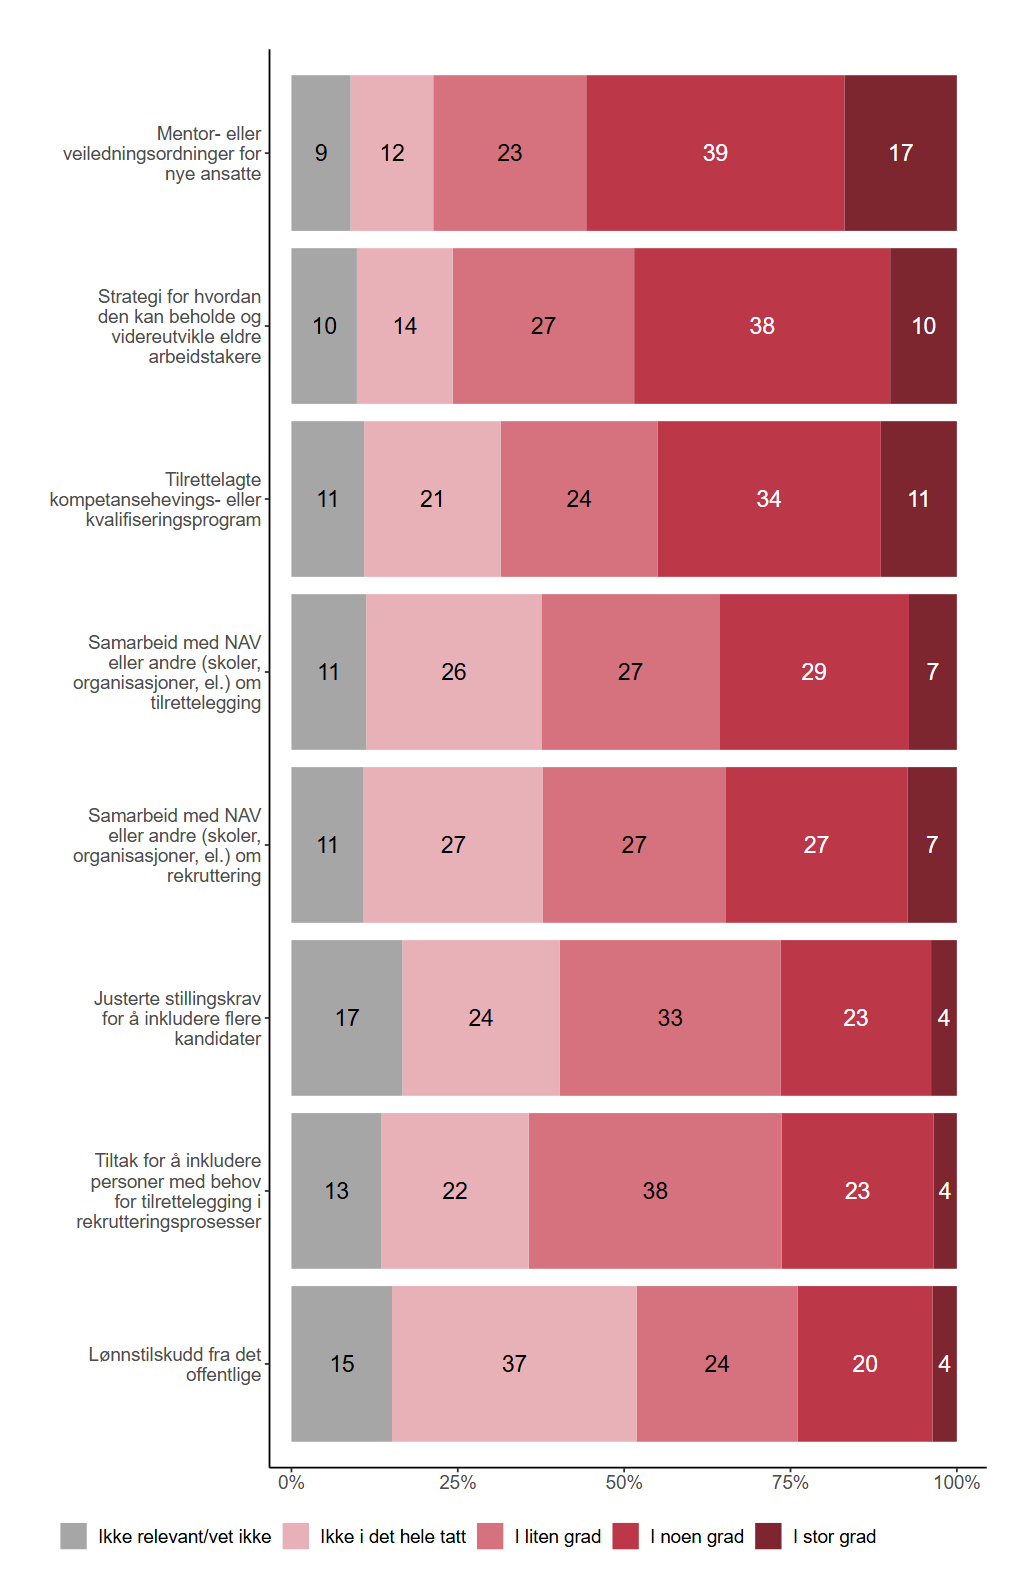 Mentor- eller
veiledningsordninger for
nye ansatte
9 12 23 39 17
Strategi for hvordan
den kan beholde og
videreutvikle eldre
arbeidstakere
10 14 27 38 10
Tilrettelagte
kompetansehevings- eller
kvalifiseringsprogram
11 21 24 34 11
Samarbeid med NAV
eller andre (skoler,
organisasjoner, el.) om
tilrettelegging
11 26 27 29 7
Samarbeid med NAV
eller andre (skoler,
organisasjoner, el.) om
rekruttering
11 27 27 27 7
Justerte stillingskrav
for å inkludere flere
kandidater
17 24 33 23 4
Tiltak for å inkludere
personer med behov
for tilrettelegging i
rekrutteringsprosesser
13 22 38 23 4
Lønnstilskudd fra det
offentlige
15 37 24 20 4
0% 25% 50% 75% 100%
Ikke relevant/vet ikke Ikke i det hele tatt I liten grad I noen grad I stor grad